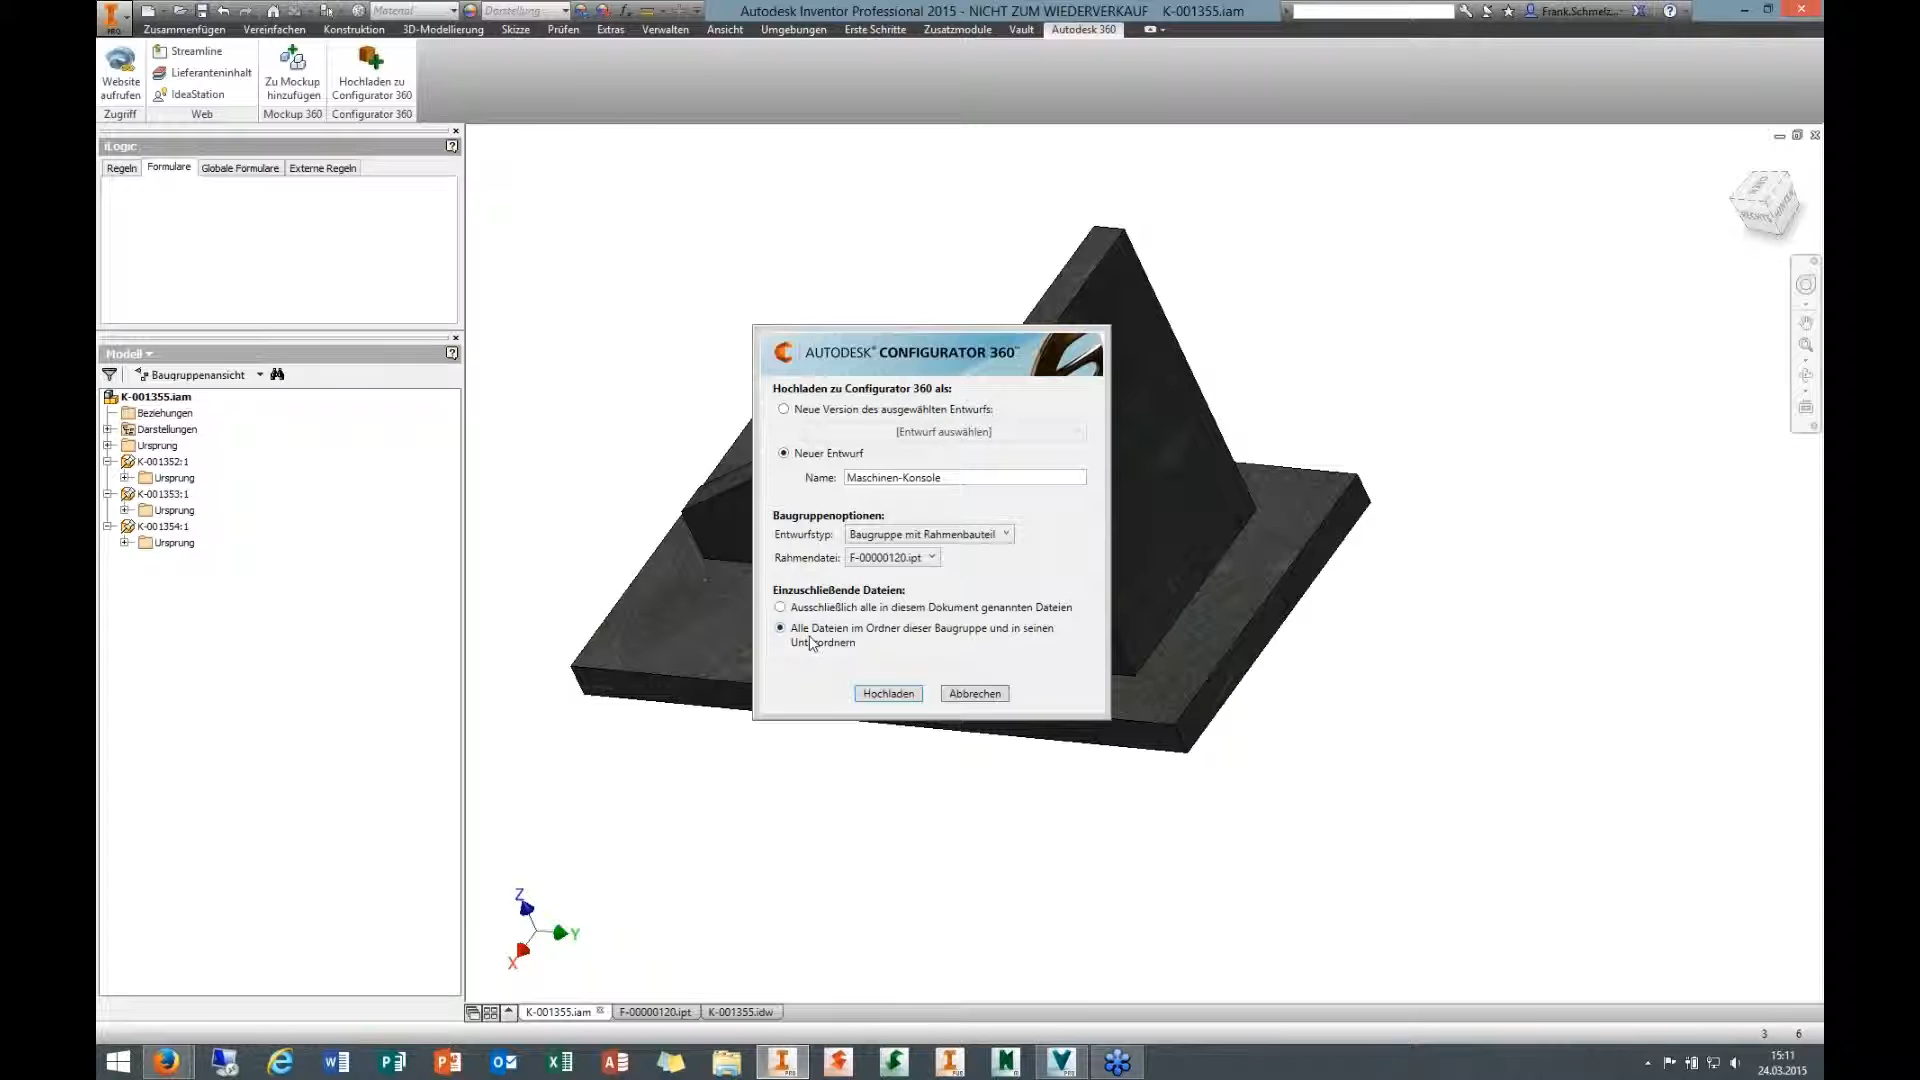 Material
Darstellung
Autodesk Inventor Professional 2015 - NICHT ZUM WIEDERVERKAUF K-001355.iam
Frank.Schmelz...
PRO
Zusammenfügen Vereinfachen Konstruktion 3D-Modellierung Skizze Prüfen Extras Verwalten Ansicht Umgebungen Erste Schritte Zusatzmodule Vault Autodesk 360
Website aufrufen
Streamline
Lieferanteninhalt
IdeaStation
Zu Mockup hinzufügen
Hochladen zu Configurator 360
Zugriff Web Mockup 360 Configurator 360
iLogic
Regeln Formulare Globale Formulare Externe Regeln
Modell
Baugruppenansicht
K-001355.iam
Beziehungen
Darstellungen
Ursprung
K-001352:1
Ursprung
K-001353:1
Ursprung
K-001354:1
Ursprung
AUTODESK® CONFIGURATOR 360™
Hochladen zu Configurator 360 als:
Neue Version des ausgewählten Entwurfs:
[Entwurf auswählen]
Neuer Entwurf
Name: Maschinen-Konsole
Baugruppenoptionen:
Entwurfstyp: Baugruppe mit Rahmenbauteil
Rahmendatei: F-00000120.ipt
Einzuschließende Dateien:
Ausschließlich alle in diesem Dokument genannten Dateien
Alle Dateien im Ordner dieser Baugruppe und in seinen
Unterordnern
Hochladen Abbrechen
Z
Y
X
K-001355.iam F-00000120.ipt K-001355.idw
3 6
15:11
24.03.2015